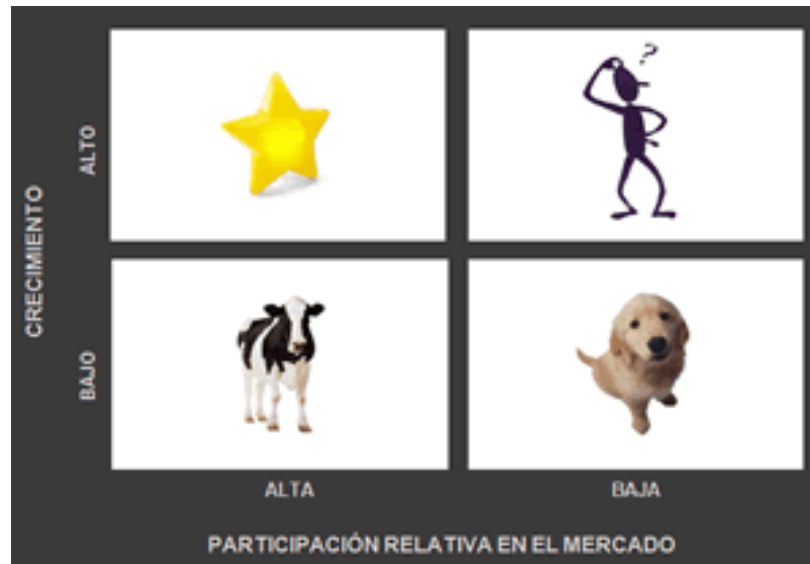 ?
CRECIMIENTO
ALTO
BAJO
ALTA
BAJA
PARTICIPACIÓN RELATIVA EN EL MERCADO